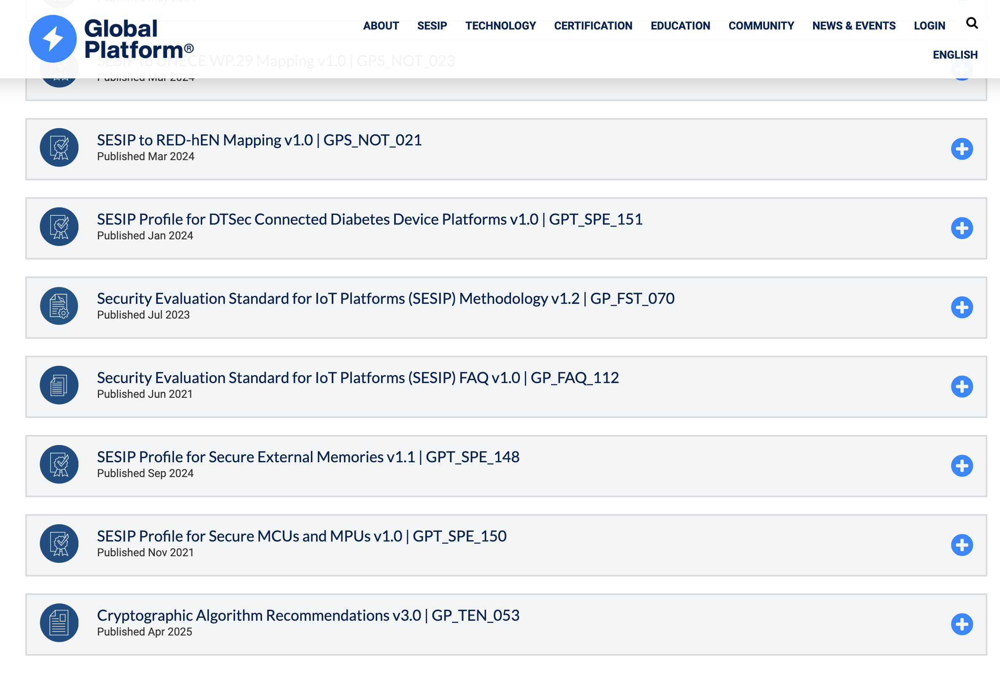 Published May 2024
Global
Platform®
ABOUT SESIP TECHNOLOGY CERTIFICATION EDUCATION COMMUNITY NEWS & EVENTS LOGIN
ENGLISH
SESIP to UNECE WP.29 Mapping v1.0 | GPS_NOT_023
Published Mar 2024
SESIP to RED-hEN Mapping v1.0 | GPS_NOT_021
Published Mar 2024
SESIP Profile for DTSec Connected Diabetes Device Platforms v1.0 | GPT_SPE_151
Published Jan 2024
Security Evaluation Standard for IoT Platforms (SESIP) Methodology v1.2 | GP_FST_070
Published Jul 2023
Security Evaluation Standard for IoT Platforms (SESIP) FAQ v1.0 | GP_FAQ_112
Published Jun 2021
SESIP Profile for Secure External Memories v1.1 | GPT_SPE_148
Published Sep 2024
SESIP Profile for Secure MCUs and MPUs v1.0 | GPT_SPE_150
Published Nov 2021
Cryptographic Algorithm Recommendations v3.0 | GP_TEN_053
Published Apr 2025